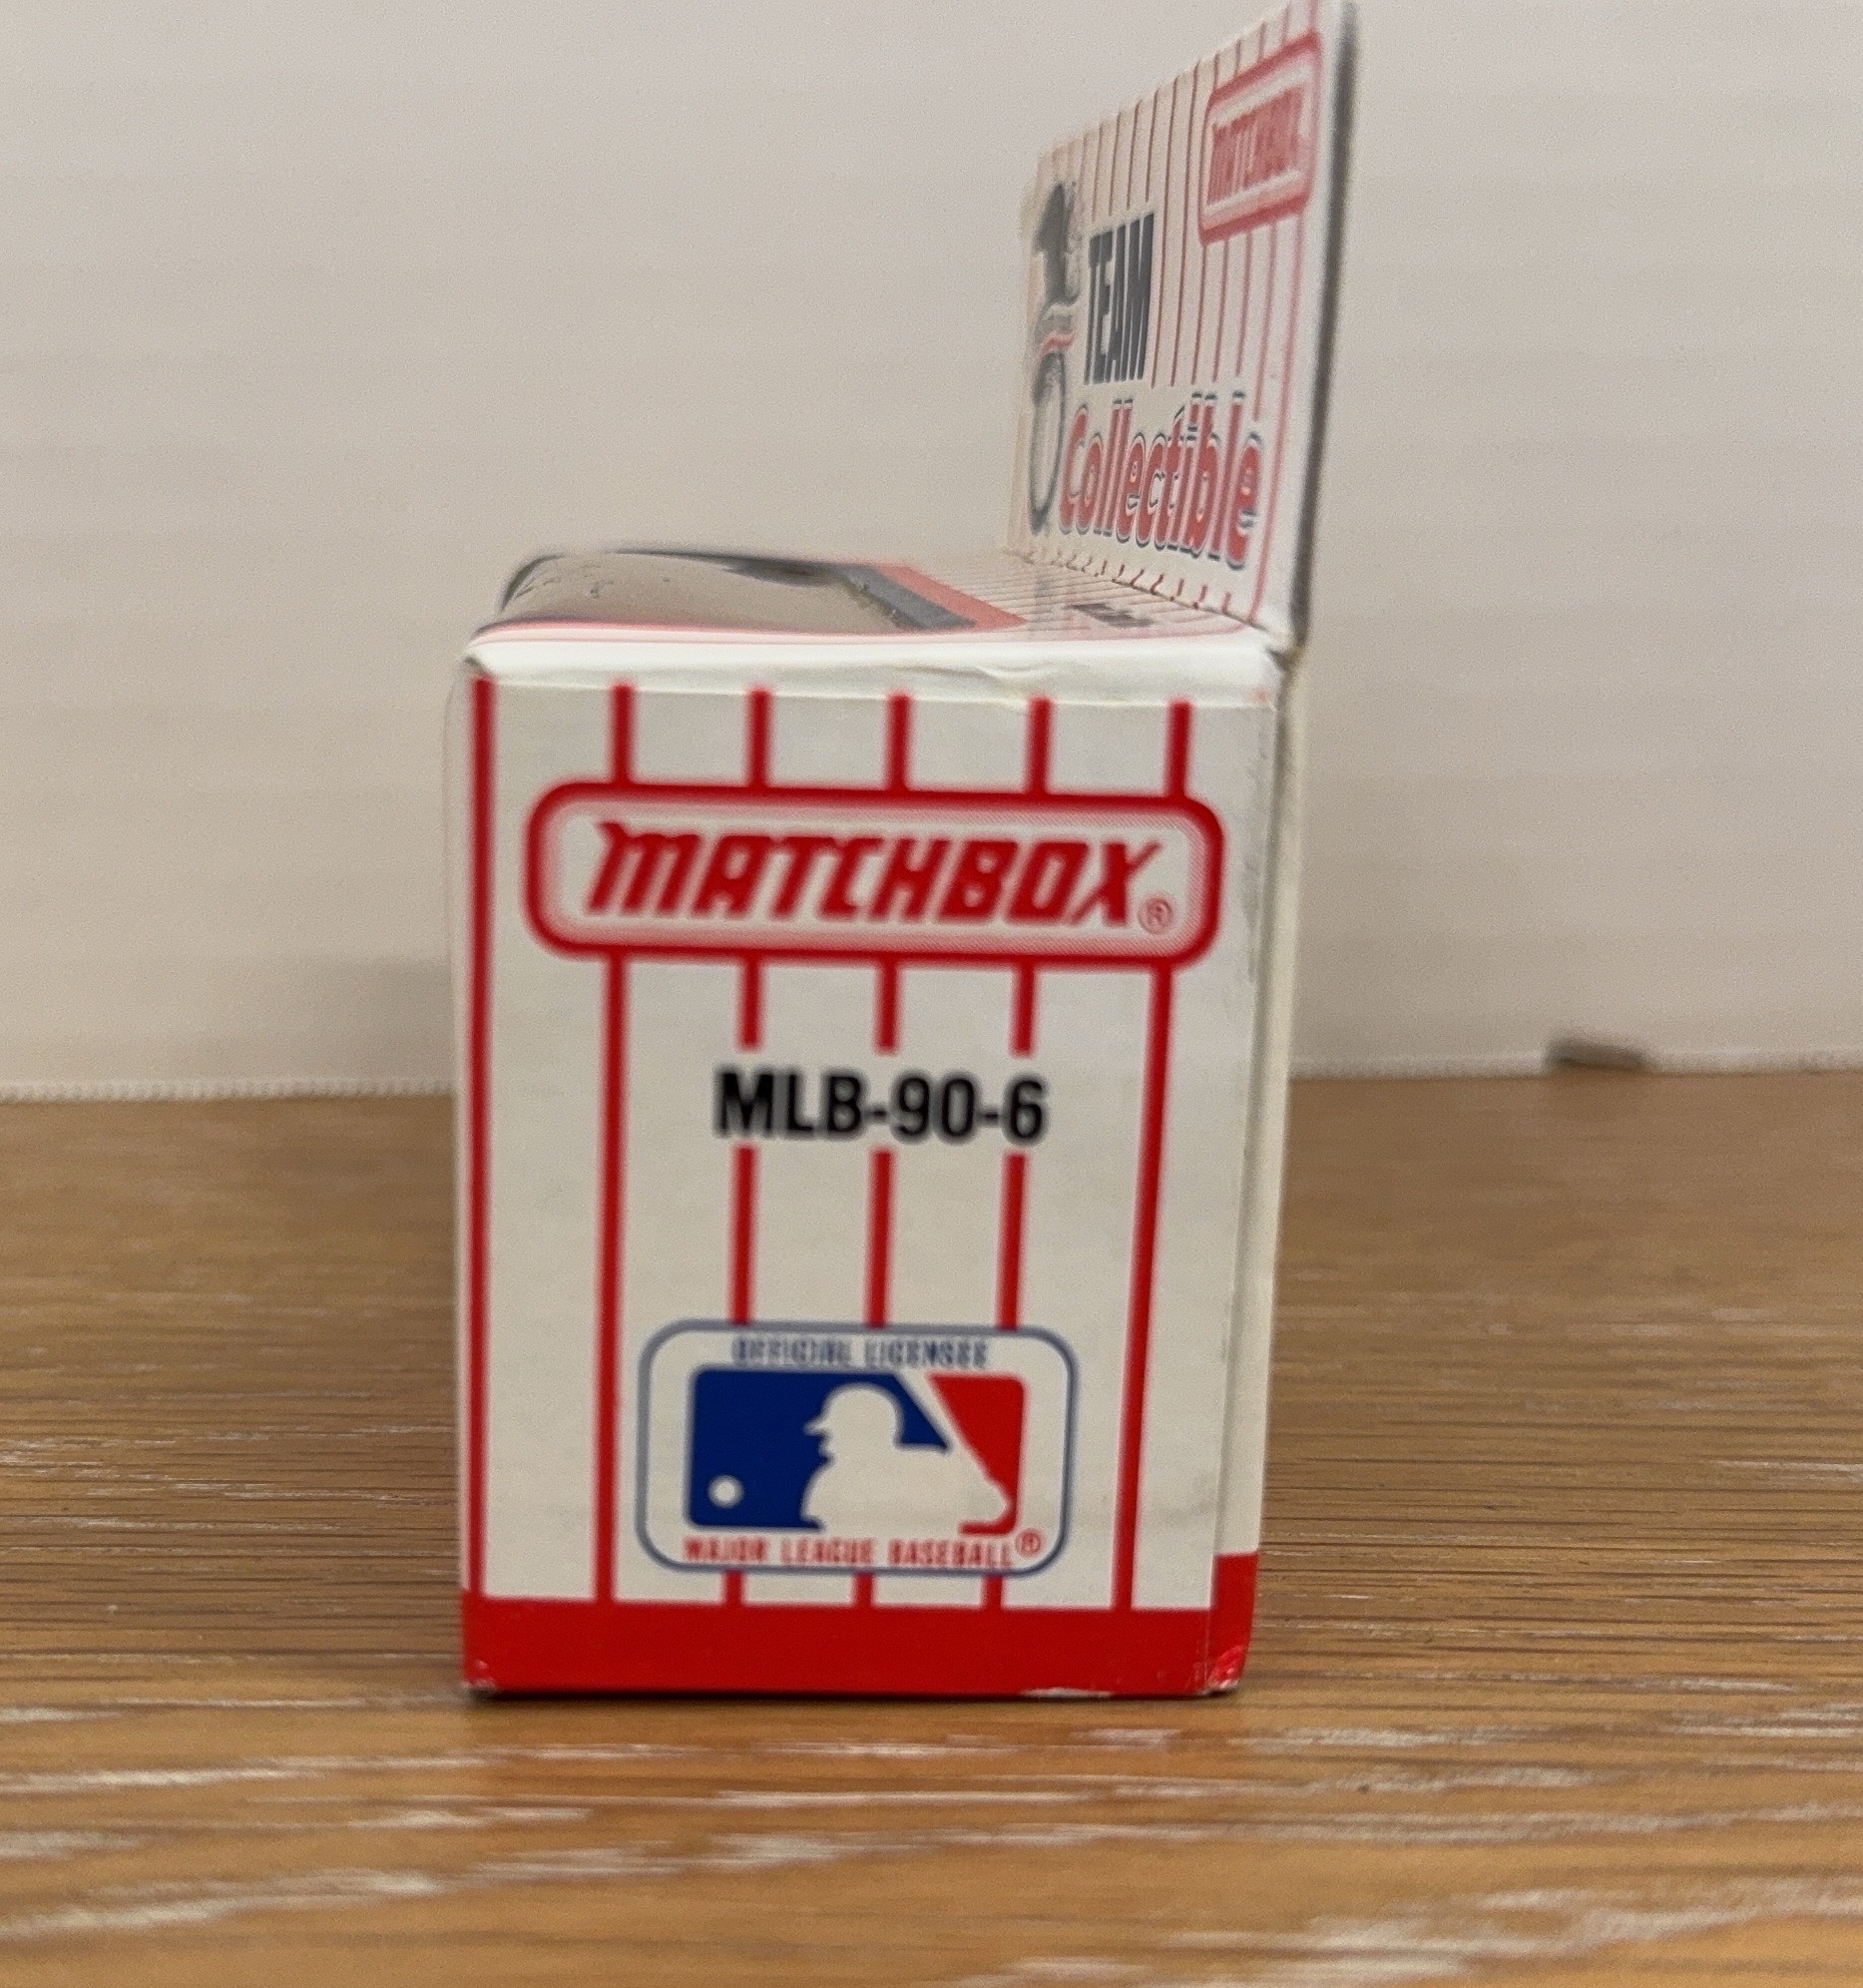 MATCHBOX
TEAM
Collectible
MATCHBOX®
MLB-90-6
OFFICIAL LICENSEE
MAJOR LEAGUE BASEBALL®